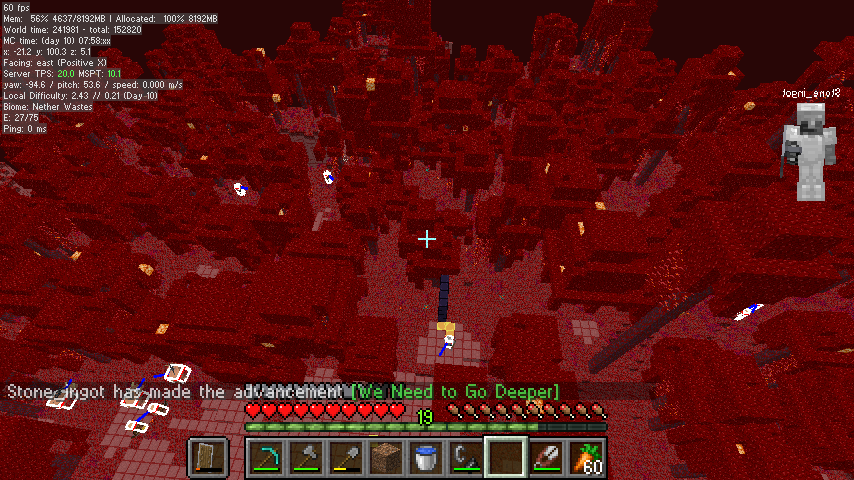 60 fps
Mem: 56% 4637/8192MB | Allocated: 100% 8192MB
World time: 241981 - total: 152820
MC time: (day 10) 07:58:xx
x: -21.2 y: 100.3 z: 5.1
Facing: east (Positive X)
Server TPS: 20.0 MSPT: 10.1
yaw: -94.6 / pitch: 53.6 / speed: 0.000 m/s
Local Difficulty: 2.43 // 0.21 (Day 10)
Biome: Nether Wastes
E: 27/75
Ping: 0 ms
Stone_ingot
Stone_ingot has made the advancement [We Need to Go Deeper]
19
60